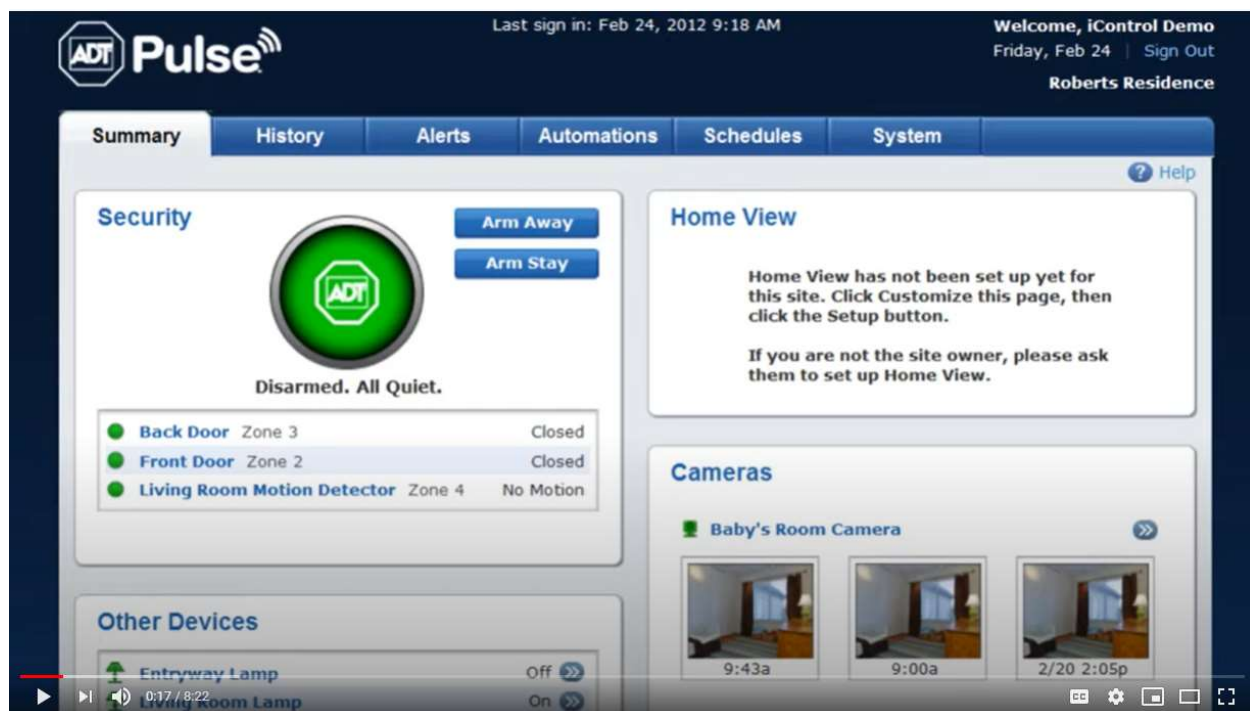 ADT Pulse
Last sign in: Feb 24, 2012 9:18 AM
Welcome, iControl Demo
Friday, Feb 24 | Sign Out
Roberts Residence
Summary History Alerts Automations Schedules System
? Help
Security
Arm Away
Arm Stay
ADT
Disarmed. All Quiet.
Back Door Zone 3 Closed
Front Door Zone 2 Closed
Living Room Motion Detector Zone 4 No Motion
Home View
Home View has not been set up yet for
this site. Click Customize this page, then
click the Setup button.
If you are not the site owner, please ask
them to set up Home View.
Cameras
Baby's Room Camera
9:43a 9:00a 2/20 2:05p
Other Devices
Entryway Lamp Off
Living Room Lamp On
0:17 / 8:22
CC